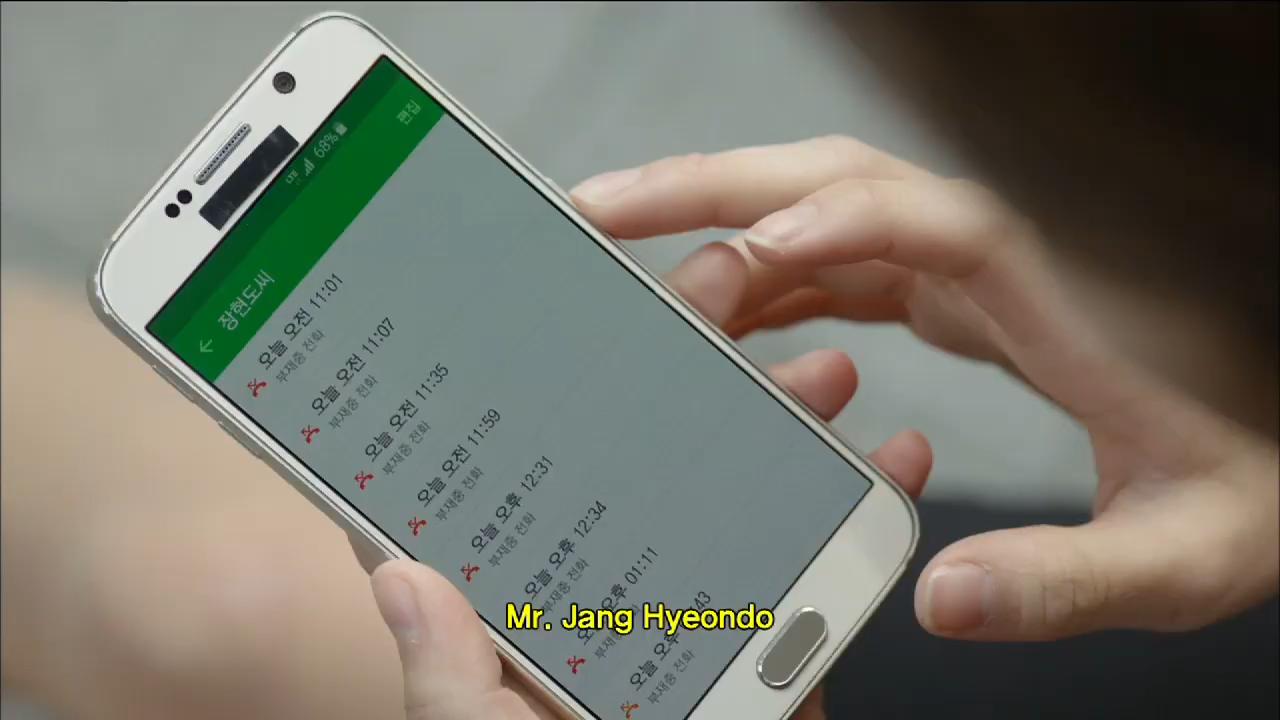 LTE 68%
편집
← 장현도씨
오늘 오전 11:01
부재중 전화
오늘 오전 11:07
부재중 전화
오늘 오전 11:35
부재중 전화
오늘 오전 11:59
부재중 전화
오늘 오후 12:31
부재중 전화
오늘 오후 12:34
부재중 전화
오후 01:11
부재중 전화
오늘 오후
부재중 전화
Mr. Jang Hyeondo